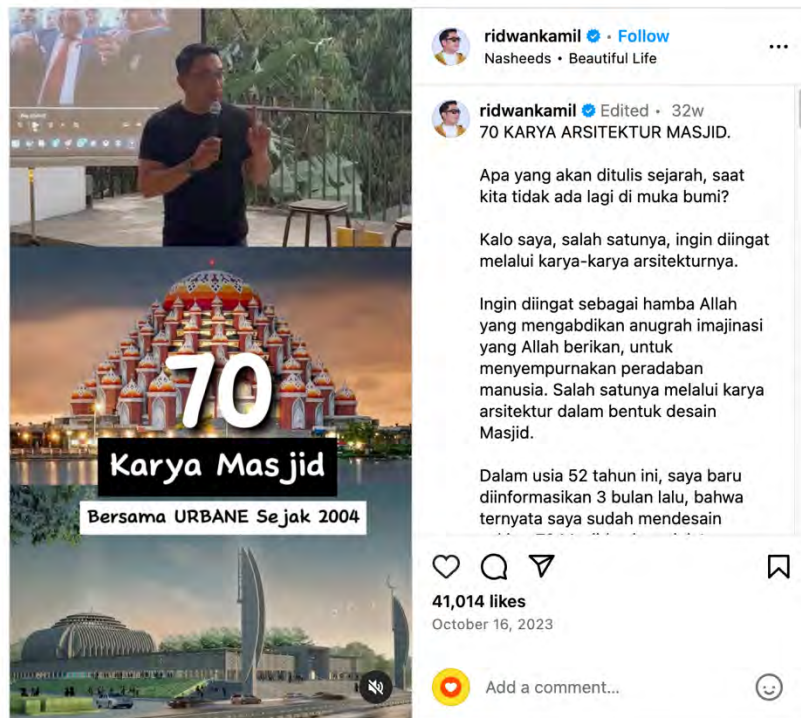 70
Karya Masjid
Bersama URBANE Sejak 2004
ridwankamil • Follow
Nasheeds • Beautiful Life
ridwankamil Edited • 32w
70 KARYA ARSITEKTUR MASJID.
Apa yang akan ditulis sejarah, saat
kita tidak ada lagi di muka bumi?
Kalo saya, salah satunya, ingin diingat
melalui karya-karya arsitekturnya.
Ingin diingat sebagai hamba Allah
yang mengabdikan anugrah imajinasi
yang Allah berikan, untuk
menyempurnakan peradaban
manusia. Salah satunya melalui karya
arsitektur dalam bentuk desain
Masjid.
Dalam usia 52 tahun ini, saya baru
diinformasikan 3 bulan lalu, bahwa
ternyata saya sudah mendesain
41,014 likes
October 16, 2023
Add a comment...